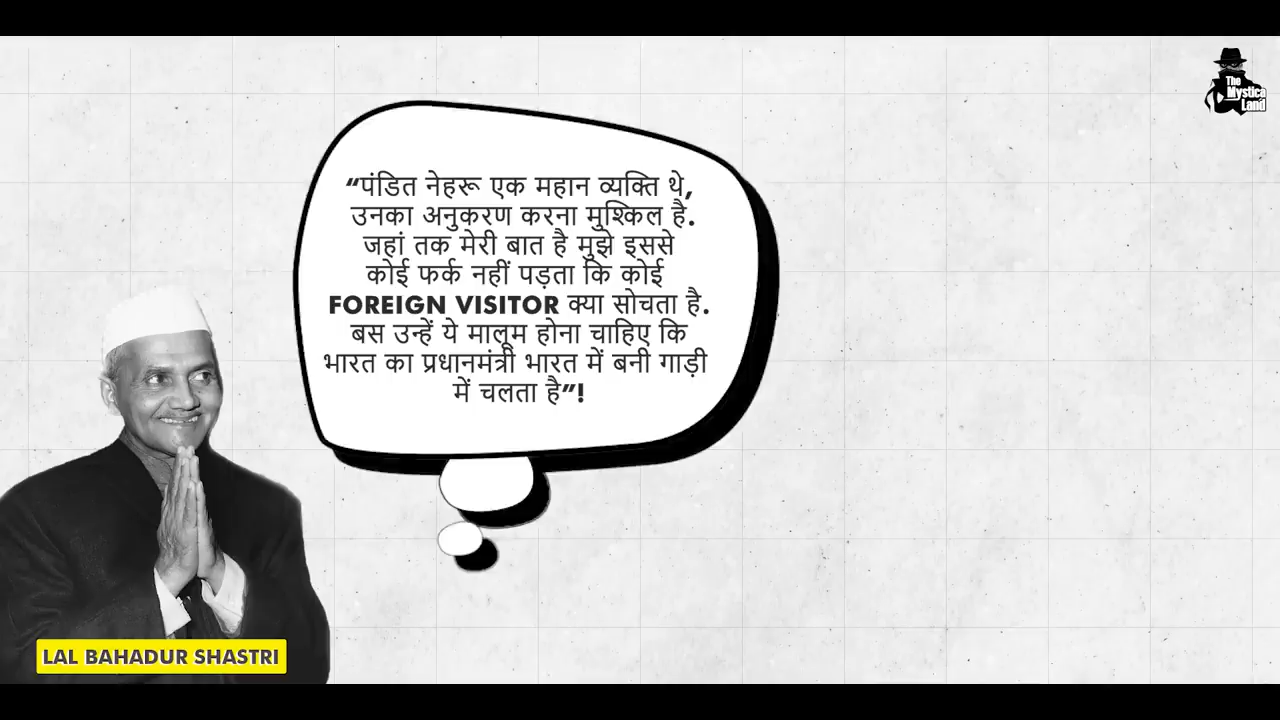 The
Mystica
Land
“पंडित नेहरू एक महान व्यक्ति थे,
उनका अनुकरण करना मुश्किल है.
जहां तक मेरी बात है मुझे इससे
कोई फर्क नहीं पड़ता कि कोई
FOREIGN VISITOR क्या सोचता है.
बस उन्हें ये मालूम होना चाहिए कि
भारत का प्रधानमंत्री भारत में बनी गाड़ी
में चलता है”!
LAL BAHADUR SHASTRI